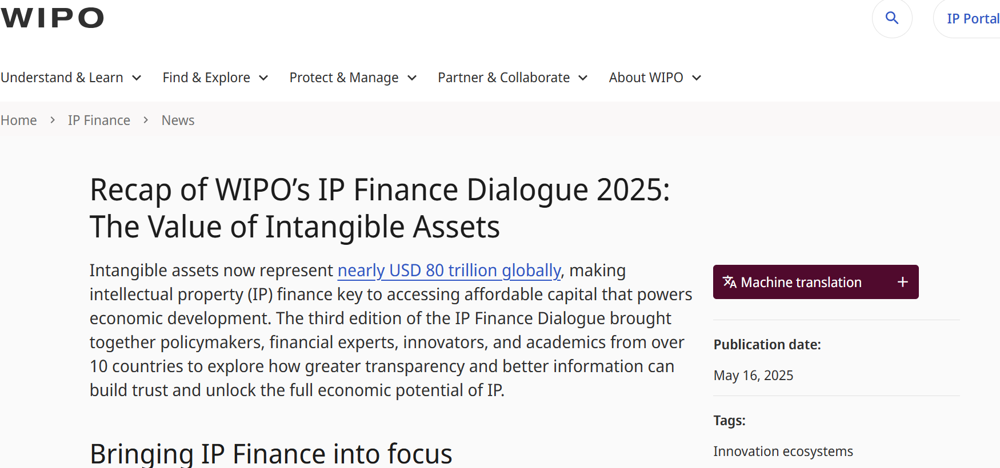 WIPO
IP Portal
Understand & Learn
Find & Explore
Protect & Manage
Partner & Collaborate
About WIPO
Home > IP Finance > News
Recap of WIPO’s IP Finance Dialogue 2025:
The Value of Intangible Assets
Intangible assets now represent nearly USD 80 trillion globally, making
intellectual property (IP) finance key to accessing affordable capital that powers
economic development. The third edition of the IP Finance Dialogue brought
together policymakers, financial experts, innovators, and academics from over
10 countries to explore how greater transparency and better information can
build trust and unlock the full economic potential of IP.
Bringing IP Finance into focus
Machine translation +
Publication date:
May 16, 2025
Tags:
Innovation ecosystems